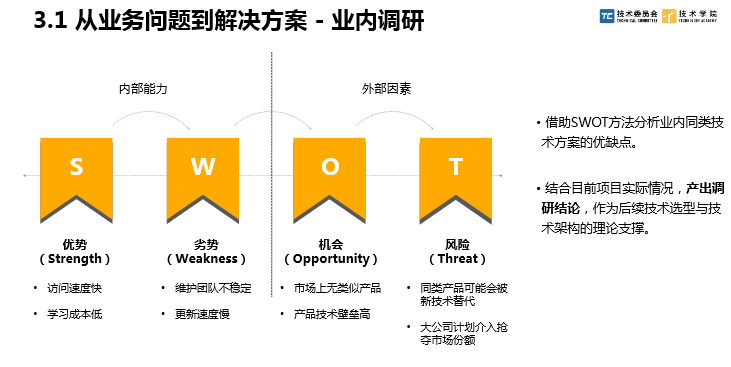 3.1 从业务问题到解决方案 - 业内调研
TC 技术委员会
TECHNICAL COMMITTEE
技术学院
TECHNOLOGY ACADEMY
内部能力
外部因素
S
W
O
T
优势
（Strength）
劣势
（Weakness）
机会
（Opportunity）
风险
（Threat）
• 访问速度快
• 学习成本低
• 维护团队不稳定
• 更新速度慢
• 市场上无类似产品
• 产品技术壁垒高
• 同类产品可能会被
新技术替代
• 大公司计划介入抢
夺市场份额
• 借助SWOT方法分析业内同类技
术方案的优缺点。
• 结合目前项目实际情况，产出调
研结论，作为后续技术选型与技
术架构的理论支撑。